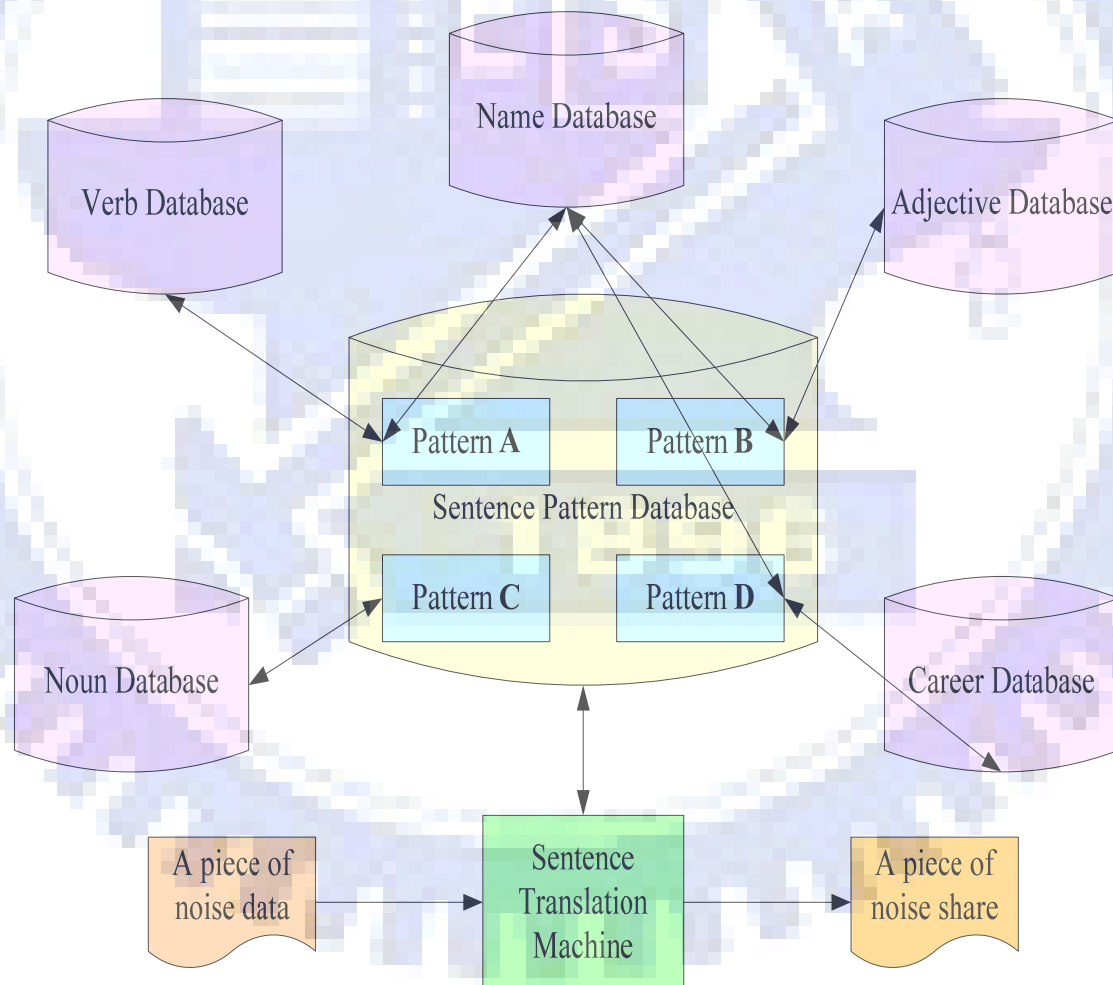 Name Database
Verb Database
Adjective Database
Pattern A
Pattern B
Sentence Pattern Database
Pattern C
Pattern D
Noun Database
Career Database
A piece of
noise data
Sentence
Translation
Machine
A piece of
noise share